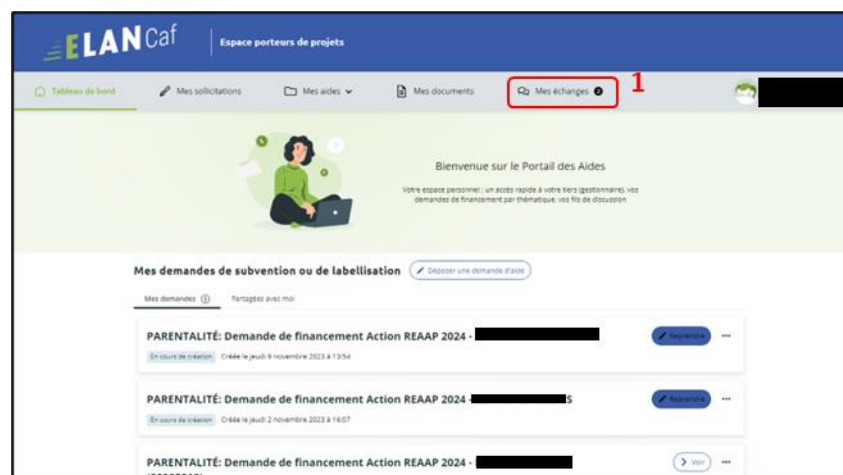 ELAN Caf Espace porteurs de projets
Tableau de bord Mes sollicitations Mes aides Mes documents Mes échanges 2 1
Bienvenue sur le Portail des Aides
Votre espace personnel : un accès rapide à votre tiers (gestionnaire), vos
demandes de financement par thématique, vos fils de discussion
Mes demandes de subvention ou de labellisation Déposer une demande d'aide
Mes demandes Partagées avec moi
PARENTALITÉ: Demande de financement Action REAAP 2024 - Reprendre
En cours de création Créée le jeudi 9 novembre 2023 à 13:54
PARENTALITÉ: Demande de financement Action REAAP 2024 - S Reprendre
En cours de création Créée le jeudi 2 novembre 2023 à 16:07
PARENTALITÉ: Demande de financement Action REAAP 2024 - Voir